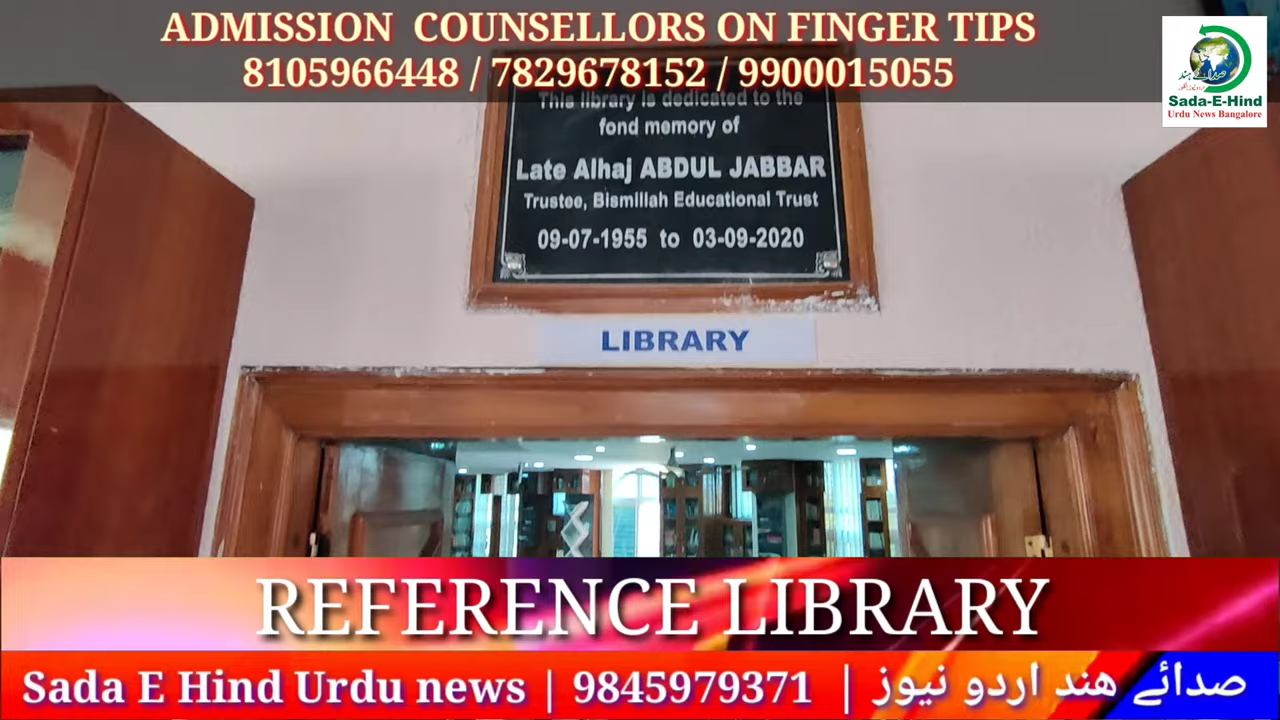 ADMISSION COUNSELLORS ON FINGER TIPS
8105966448 / 7829678152 / 9900015055
صدائے ہند
Sada-E-Hind
Urdu News Bangalore
This library is dedicated to the
fond memory of
Late Alhaj ABDUL JABBAR
Trustee, Bismillah Educational Trust
09-07-1955 to 03-09-2020
LIBRARY
REFERENCE LIBRARY
Sada E Hind Urdu news | 9845979371 | صدائے ھند اردو نیوز